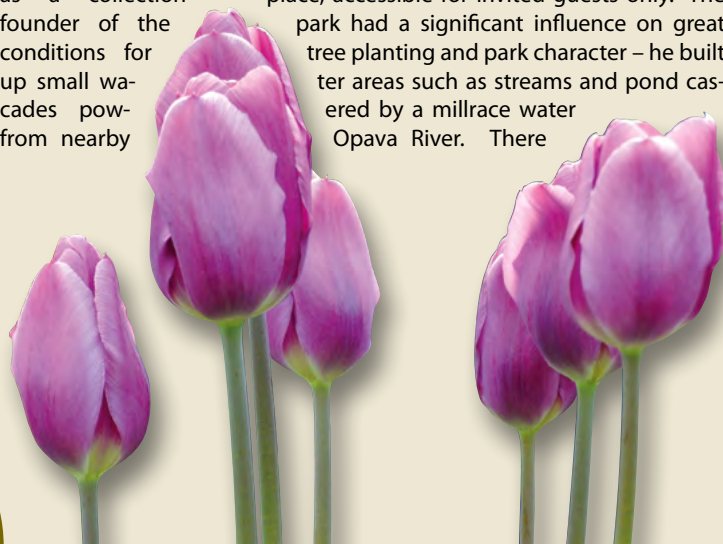 as a collection place, accessible for invited guests only. The
founder of the park had a significant influence on great
conditions for tree planting and park character – he built
up small wa- ter areas such as streams and pond cas-
cades pow- ered by a millrace water
from nearby Opava River. There